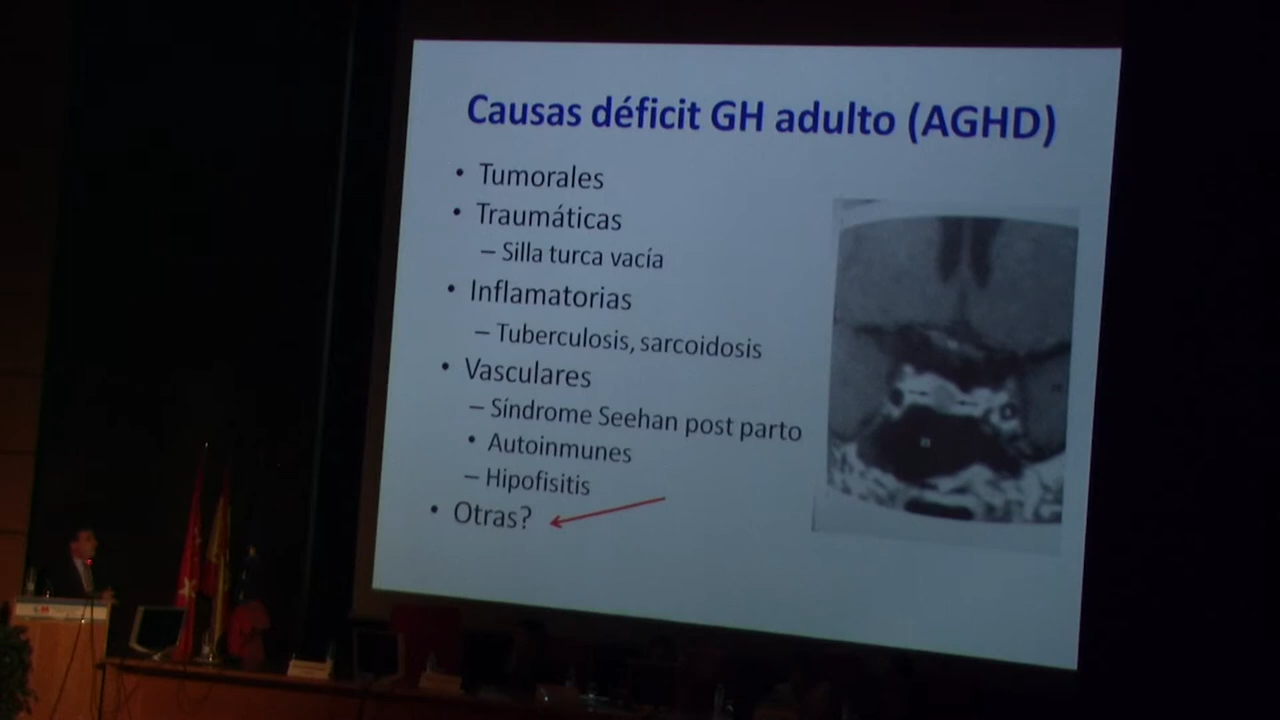 Causas déficit GH adulto (AGHD)
• Tumorales
• Traumáticas
– Silla turca vacía
• Inflamatorias
– Tuberculosis, sarcoidosis
• Vasculares
– Síndrome Seehan post parto
• Autoinmunes
– Hipofisitis
• Otras?